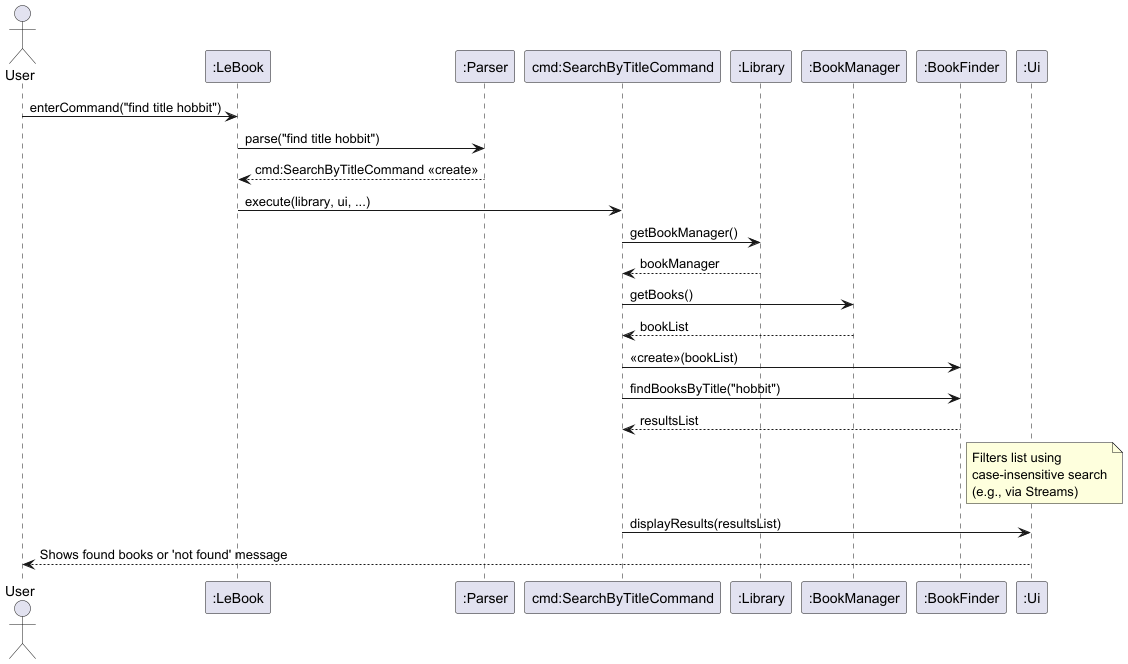 User
:LeBook
:Parser
cmd:SearchByTitleCommand
:Library
:BookManager
:BookFinder
:Ui
enterCommand("find title hobbit")
parse("find title hobbit")
cmd:SearchByTitleCommand «create»
execute(library, ui, ...)
getBookManager()
bookManager
getBooks()
bookList
«create»(bookList)
findBooksByTitle("hobbit")
resultsList
Filters list using
case-insensitive search
(e.g., via Streams)
displayResults(resultsList)
Shows found books or 'not found' message
User
:LeBook
:Parser
cmd:SearchByTitleCommand
:Library
:BookManager
:BookFinder
:Ui